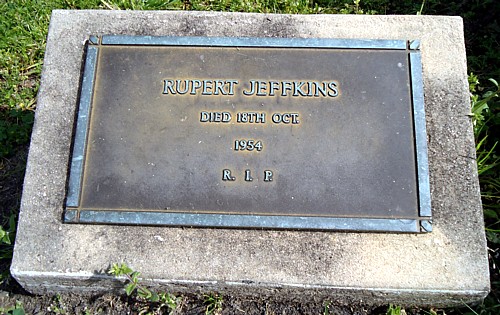 RUPERT JEFFKINS
DIED 18TH OCT.
1954
R. I. P.